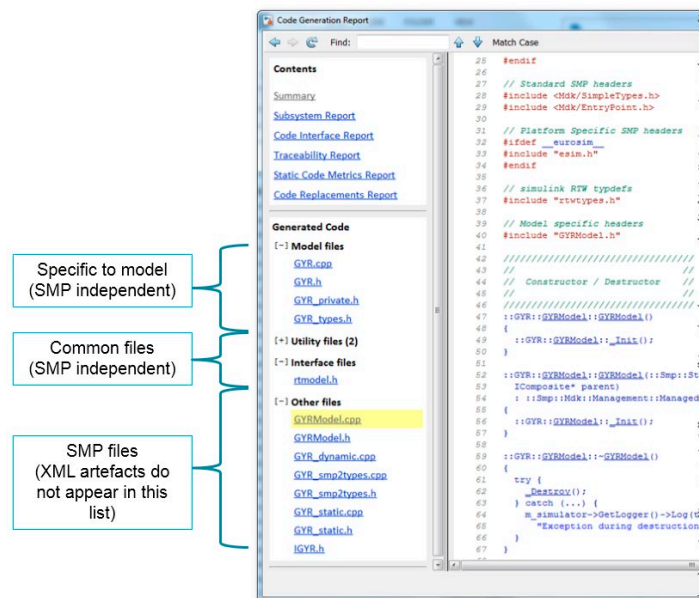 Code Generation Report
Find:
Match Case
Contents
Summary
Subsystem Report
Code Interface Report
Traceability Report
Static Code Metrics Report
Code Replacements Report
Generated Code
[-] Model files
GYR.cpp
GYR.h
GYR_private.h
GYR_types.h
[+] Utility files (2)
[-] Interface files
rtmodel.h
[-] Other files
GYRModel.cpp
GYRModel.h
GYR_dynamic.cpp
GYR_smp2types.cpp
GYR_smp2types.h
GYR_static.cpp
GYR_static.h
IGYR.h
Specific to model
(SMP independent)
Common files
(SMP independent)
SMP files
(XML artefacts do
not appear in this
list)
25 #endif
26
27 // Standard SMP headers
28 #include <Mdk/SimpleTypes.h>
29 #include <Mdk/EntryPoint.h>
30
31 // Platform Specific SMP headers
32 #ifdef __eurosim__
33 #include "esim.h"
34 #endif
35
36 // simulink RTW typdefs
37 #include "rtwtypes.h"
38
39 // Model specific headers
40 #include "GYRModel.h"
41
42 //////////////////////////////////
43 // //
44 // Constructor / Destructor //
45 // //
46 //////////////////////////////////
47 ::GYR::GYRModel::GYRModel()
48 {
49 ::GYR::GYRModel::_Init();
50 }
51
52 ::GYR::GYRModel::GYRModel(::Smp::St
53 IComposite* parent)
54 : ::Smp::Mdk::Management::Managed
55 {
56 ::GYR::GYRModel::_Init();
57 }
58
59 ::GYR::GYRModel::~GYRModel()
60 {
61 try {
62 _Destroy();
63 } catch (...) {
64 m_simulator->GetLogger()->Log(t
65 "Exception during destruction
66 }
67 }
68